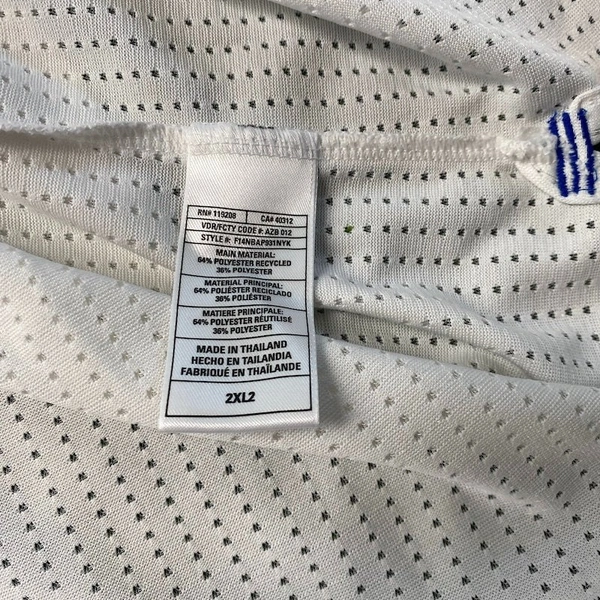 RN# 119208 CA# 40312
VDR/FCTY CODE #: AZB 012
STYLE #: F14NBAP931NYK
MAIN MATERIAL:
64% POLYESTER RECYCLED
36% POLYESTER
MATERIAL PRINCIPAL:
64% POLIÉSTER RECICLADO
36% POLIÉSTER
MATIERE PRINCIPALE:
64% POLYESTER RÉUTILISÉ
36% POLYESTER
MADE IN THAILAND
HECHO EN TAILANDIA
FABRIQUÉ EN THAÏLANDE
2XL2